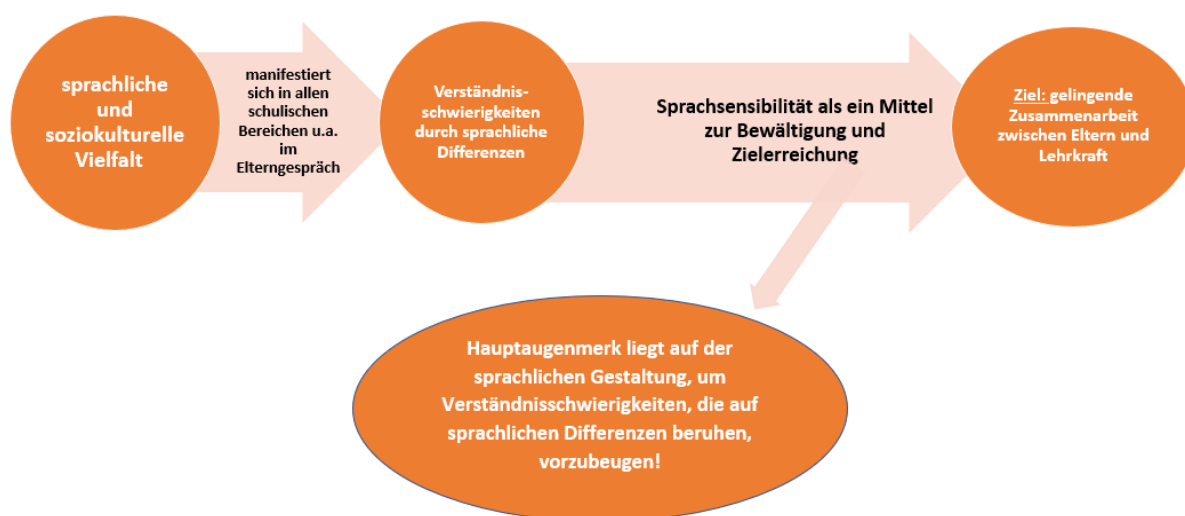 sprachliche
und
soziokulturelle
Vielfalt
manifestiert
sich in allen
schulischen
Bereichen u.a.
im
Elterngespräch
Verständnis-
schwierigkeiten
durch sprachliche
Differenzen
Sprachsensibilität als ein Mittel
zur Bewältigung und
Zielerreichung
Ziel: gelingende
Zusammenarbeit
zwischen Eltern und
Lehrkraft
Hauptaugenmerk liegt auf der
sprachlichen Gestaltung, um
Verständnisschwierigkeiten, die auf
sprachlichen Differenzen beruhen,
vorzubeugen!